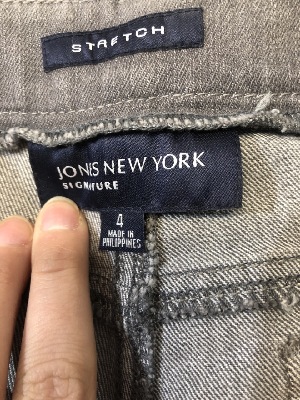 STRETCH
JONES NEW YORK
SIGNATURE
4
MADE IN
PHILIPPINES